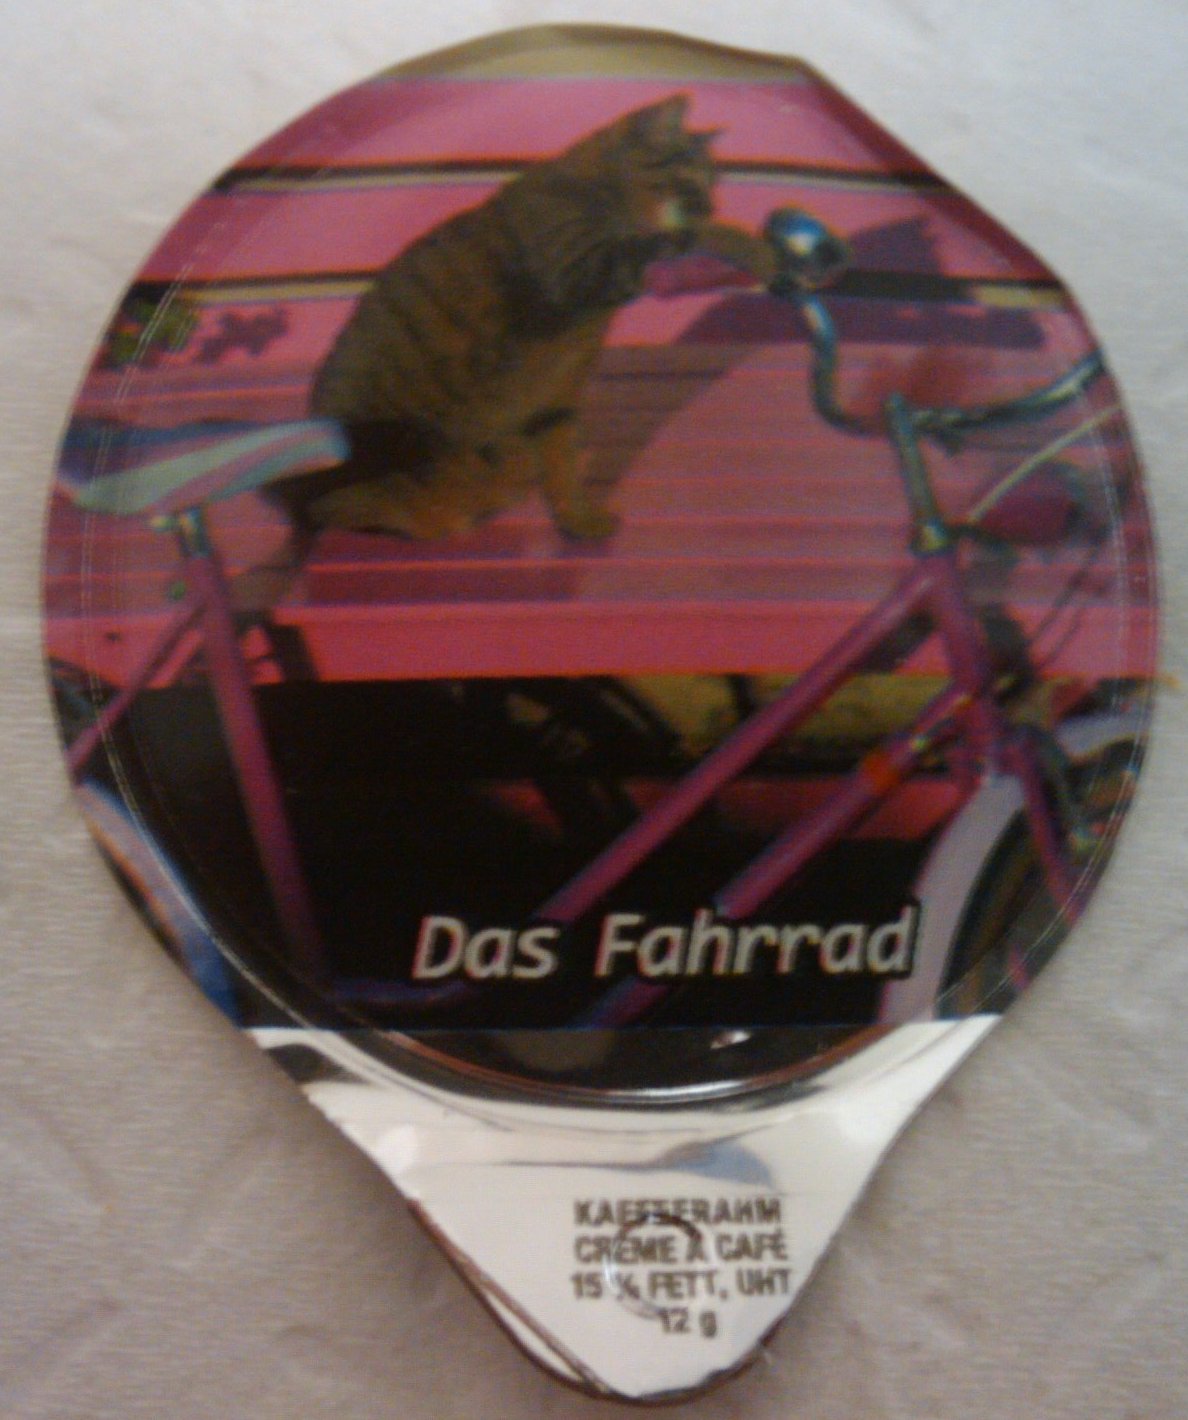 Das Fahrrad
KAFFEERAHM
CRÈME À CAFÉ
15 % FETT, UHT
12 g